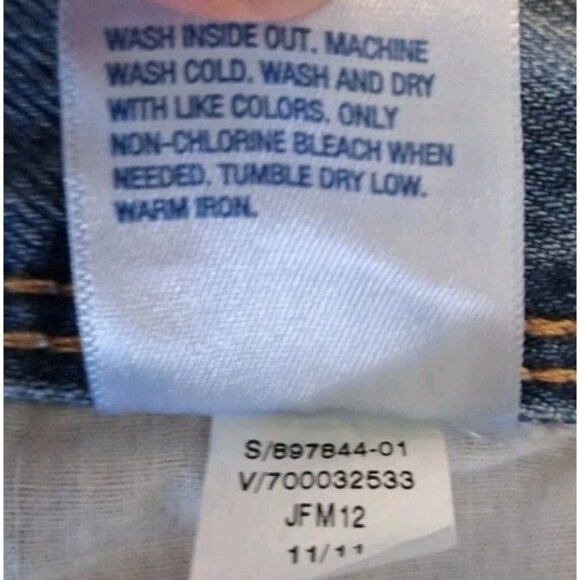 WASH INSIDE OUT. MACHINE
WASH COLD. WASH AND DRY
WITH LIKE COLORS. ONLY
NON-CHLORINE BLEACH WHEN
NEEDED. TUMBLE DRY LOW.
WARM IRON.
S/897844-01
V/700032533
JFM12
11/11